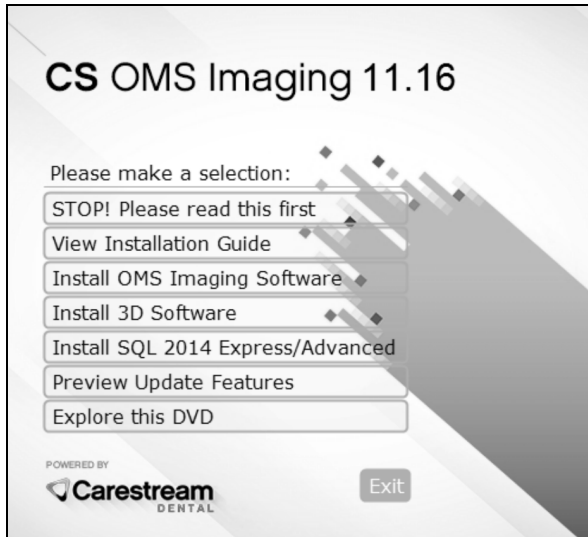 CS OMS Imaging 11.16
Please make a selection:
STOP! Please read this first
View Installation Guide
Install OMS Imaging Software
Install 3D Software
Install SQL 2014 Express/Advanced
Preview Update Features
Explore this DVD
POWERED BY
Carestream
DENTAL
Exit